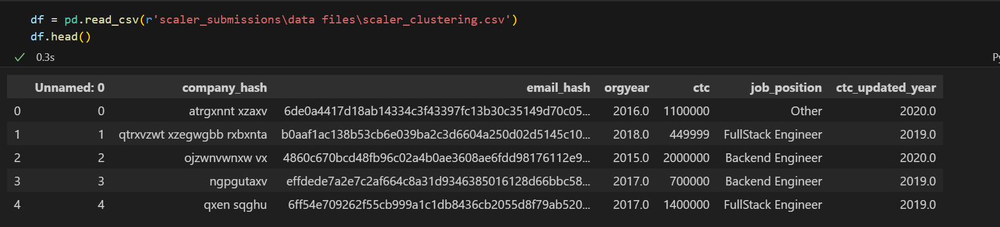 df = pd.read_csv(r'scaler_submissions\data files\scaler_clustering.csv')
df.head()
0.3s
Py
Unnamed: 0 company_hash email_hash orgyear ctc job_position ctc_updated_year
0 0 atrgxnnt xzaxv 6de0a4417d18ab14334c3f43397fc13b30c35149d70c05... 2016.0 1100000 Other 2020.0
1 1 qtrxvzwt xzegwgbb rxbxnta b0aaf1ac138b53cb6e039ba2c3d6604a250d02d5145c10... 2018.0 449999 FullStack Engineer 2019.0
2 2 ojzwnvwnxw vx 4860c670bcd48fb96c02a4b0ae3608ae6fdd98176112e9... 2015.0 2000000 Backend Engineer 2020.0
3 3 ngpgutaxv effdede7a2e7c2af664c8a31d9346385016128d66bbc58... 2017.0 700000 Backend Engineer 2019.0
4 4 qxen sqghu 6ff54e709262f55cb999a1c1db8436cb2055d8f79ab520... 2017.0 1400000 FullStack Engineer 2019.0